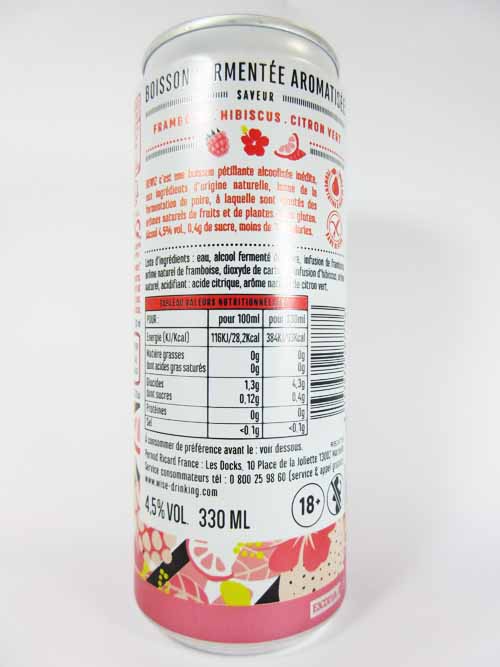 BOISSON FERMENTÉE AROMATISÉE
SAVEUR
HIBISCUS . CITRON VERT
c'est une boisson pétillante alcoolisée inédite,
aux ingrédients d'origine naturelle, issue de la
fermentation de poire, à laquelle sont ajoutés des
arômes naturels de fruits et de plantes. Sans gluten,
Alcool 4,5% vol., 0,4g de sucre, moins de calories.
Liste d'ingrédients : eau, alcool fermenté de poire, infusion de framboise,
arôme naturel de framboise, dioxyde de carbone, infusion d'hibiscus, arôme
naturel, acidifiant : acide citrique, arôme naturel de citron vert.
TABLEAU VALEURS NUTRITIONNELLES
POUR : pour 100ml pour 330ml
Energie (KJ/Kcal) 116KJ/28,2Kcal 384KJ/93Kcal
Matière grasses 0g 0g
dont acides gras saturés 0g 0g
Glucides 1,3g 4,3g
dont sucres 0,12g 0,4g
Protéines 0g 0g
Sel <0.1g <0.1g
A consommer de préférence avant le : voir dessous.
Pernod Ricard France : Les Docks, 10 Place de la Joliette 13002
Service consommateurs tél : 0 800 25 98 60 (service & appel gratuits)
www.wise-drinking.com
4,5% VOL. 330 ML
18+